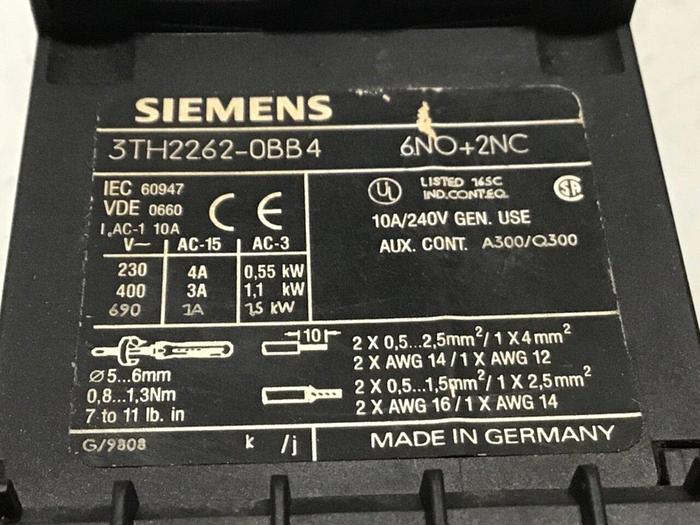 SIEMENS
3TH2262-0BB4 6NO+2NC
IEC 60947
VDE 0660
CE
I AC-1 10A
V~ AC-15 AC-3
230 4A 0,55 kW
400 3A 1,1 kW
690 1A 1,5 kW
UL LISTED 165C
IND.CONT.EQ.
SA
10A/240V GEN. USE
AUX. CONT. A300/Q300
Ø5...6mm
0,8...1,3Nm
7 to 11 lb. in
10
2 X 0,5...2,5mm²/1 X 4mm²
2 X AWG 14/1 X AWG 12
2 X 0,5...1,5mm²/1 X 2,5mm²
2 X AWG 16/1 X AWG 14
G/9808 k /j MADE IN GERMANY